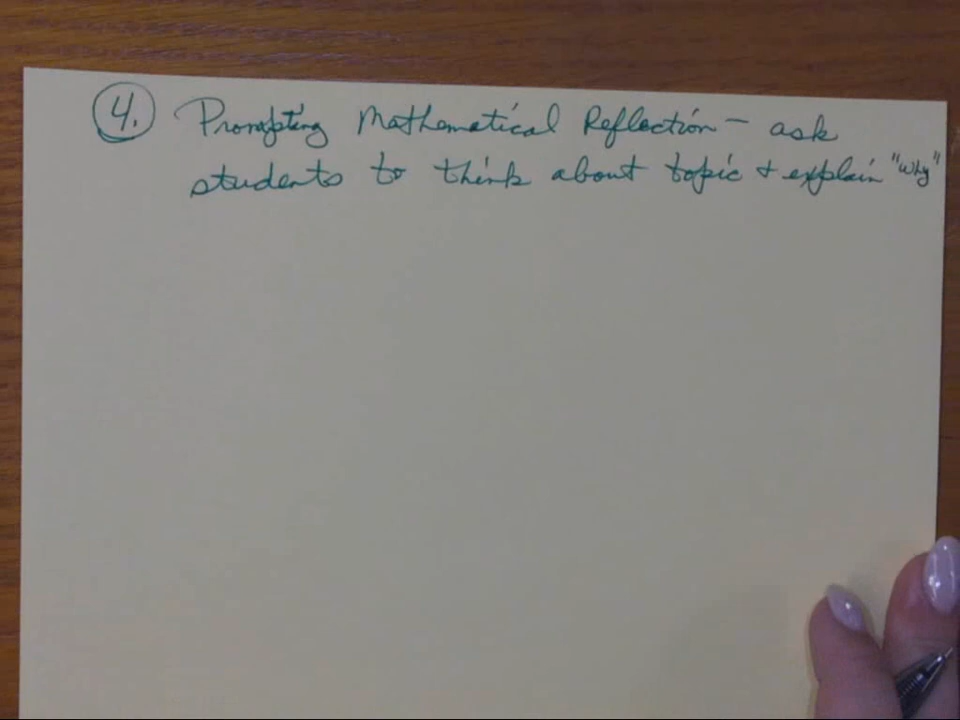 4. Prompting Mathematical Reflection - ask
students to think about topic + explain "why"